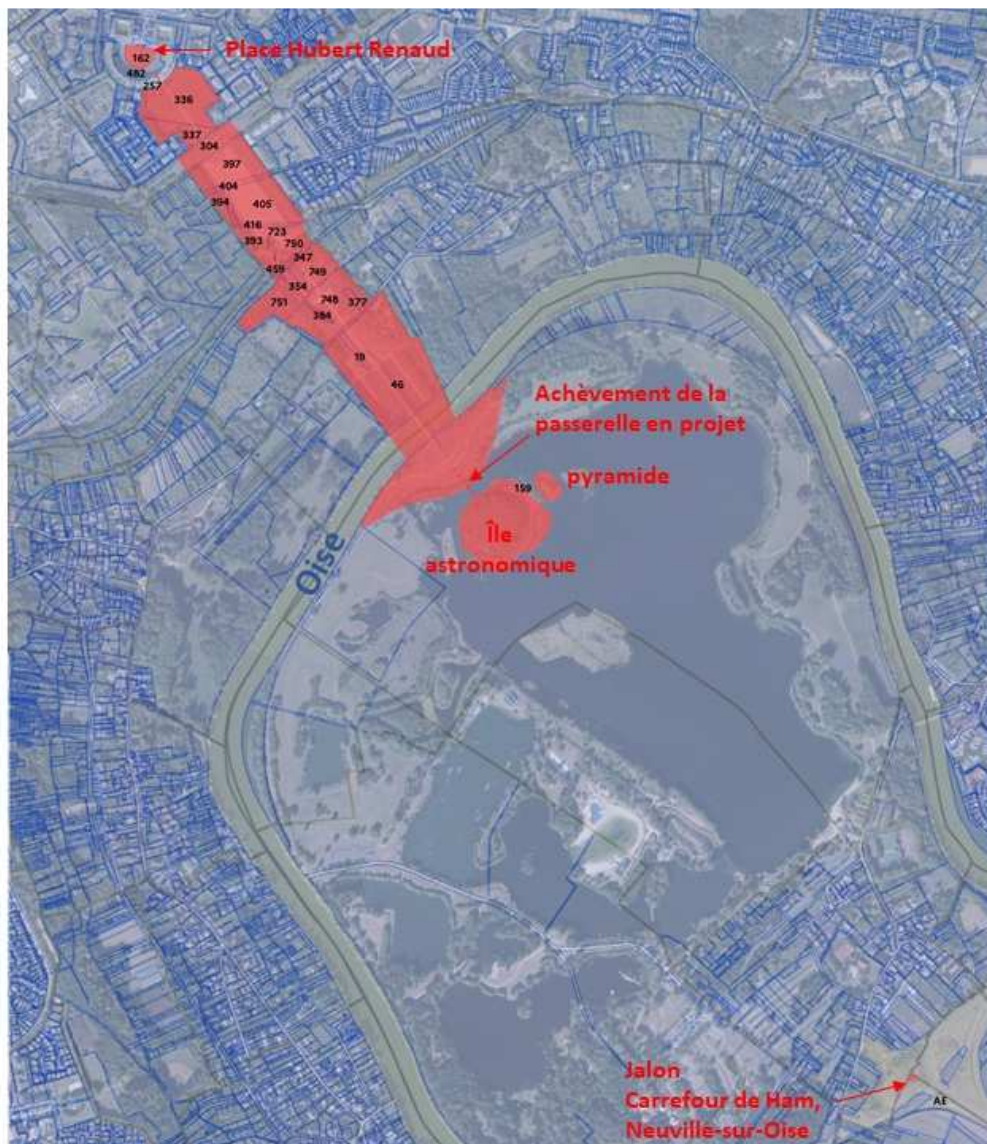 Place Hubert Renaud
162
482
257
336
337
304
397
404
394
405
416
723
393
750
347
459
749
354
751
748
377
384
19
46
Achèvement de la
passerelle en projet
159
pyramide
Île
astronomique
Oise
Jalon
Carrefour de Ham,
Neuville-sur-Oise
AE